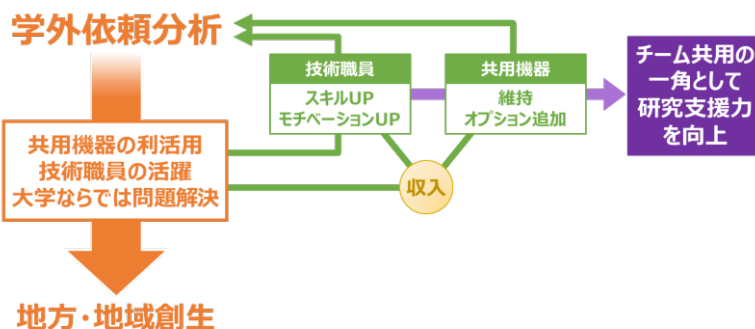 学外依頼分析
技術職員
スキルUP
モチベーションUP
共用機器
維持
オプション追加
チーム共用の
一角として
研究支援力
を向上
共用機器の利活用
技術職員の活躍
大学ならでは問題解決
収入
地方・地域創生